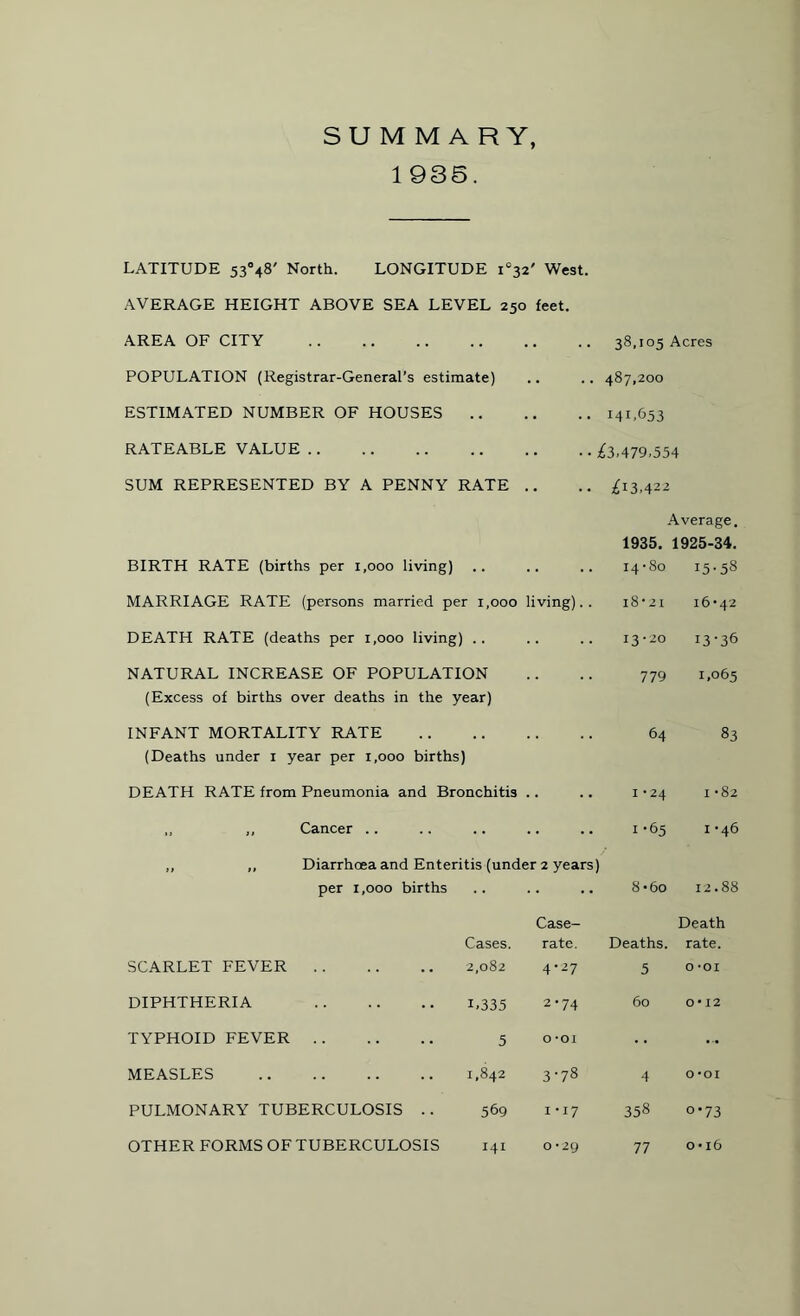 SUMMARY,
1935.
LATITUDE 53°48′ North. LONGITUDE 1°32′ West.
AVERAGE HEIGHT ABOVE SEA LEVEL 250 feet.
AREA OF CITY .. .. .. .. .. .. 38,105 Acres
POPULATION (Registrar-General's estimate) .. .. 487,200
ESTIMATED NUMBER OF HOUSES .. .. .. 141,653
RATEABLE VALUE .. .. .. .. .. .. £3,479,554
SUM REPRESENTED BY A PENNY RATE .. .. £13,422
Average.
1935. 1925-34.
BIRTH RATE (births per 1,000 living) .. .. .. 14·80 15.58
MARRIAGE RATE (persons married per 1,000 living).. 18·21 16·42
DEATH RATE (deaths per 1,000 living) .. .. .. 13·20 13·36
NATURAL INCREASE OF POPULATION .. .. 779 1,065
(Excess of births over deaths in the year)
INFANT MORTALITY RATE .. .. .. .. 64 83
(Deaths under 1 year per 1,000 births)
DEATH RATE from Pneumonia and Bronchitis .. .. 1·24 1·82
,, ,, Cancer .. .. .. .. .. 1·65 1·46
,, ,, Diarrhœa and Enteritis (under 2 years)
per 1,000 births .. .. .. 8·60 12.88
Case- Death
Cases. rate. Deaths. rate.
SCARLET FEVER .. .. .. 2,082 4·27 5 0·01
DIPHTHERIA .. .. .. 1,335 2·74 60 0·12
TYPHOID FEVER .. .. .. 5 0·01 .. ..
MEASLES .. .. .. .. 1,842 3·78 4 0·01
PULMONARY TUBERCULOSIS .. 569 1·17 358 0·73
OTHER FORMS OF TUBERCULOSIS 141 0·29 77 0·16